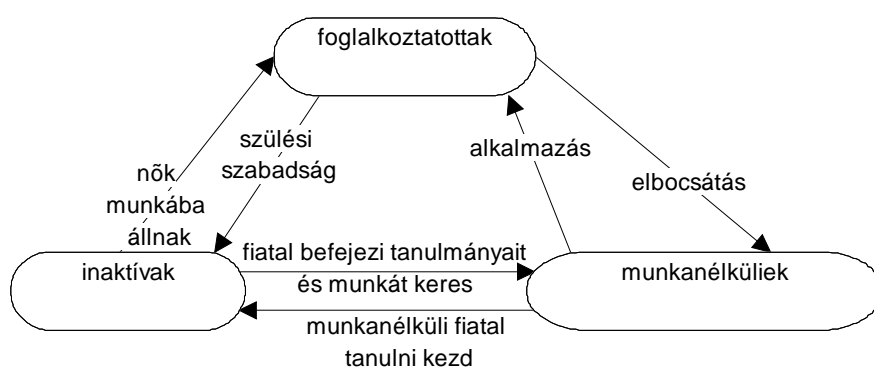 foglalkoztatottak
szülési
szabadság
alkalmazás
nõk
munkába
állnak
elbocsátás
fiatal befejezi tanulmányait
és munkát keres
inaktívak
munkanélküliek
munkanélküli fiatal
tanulni kezd